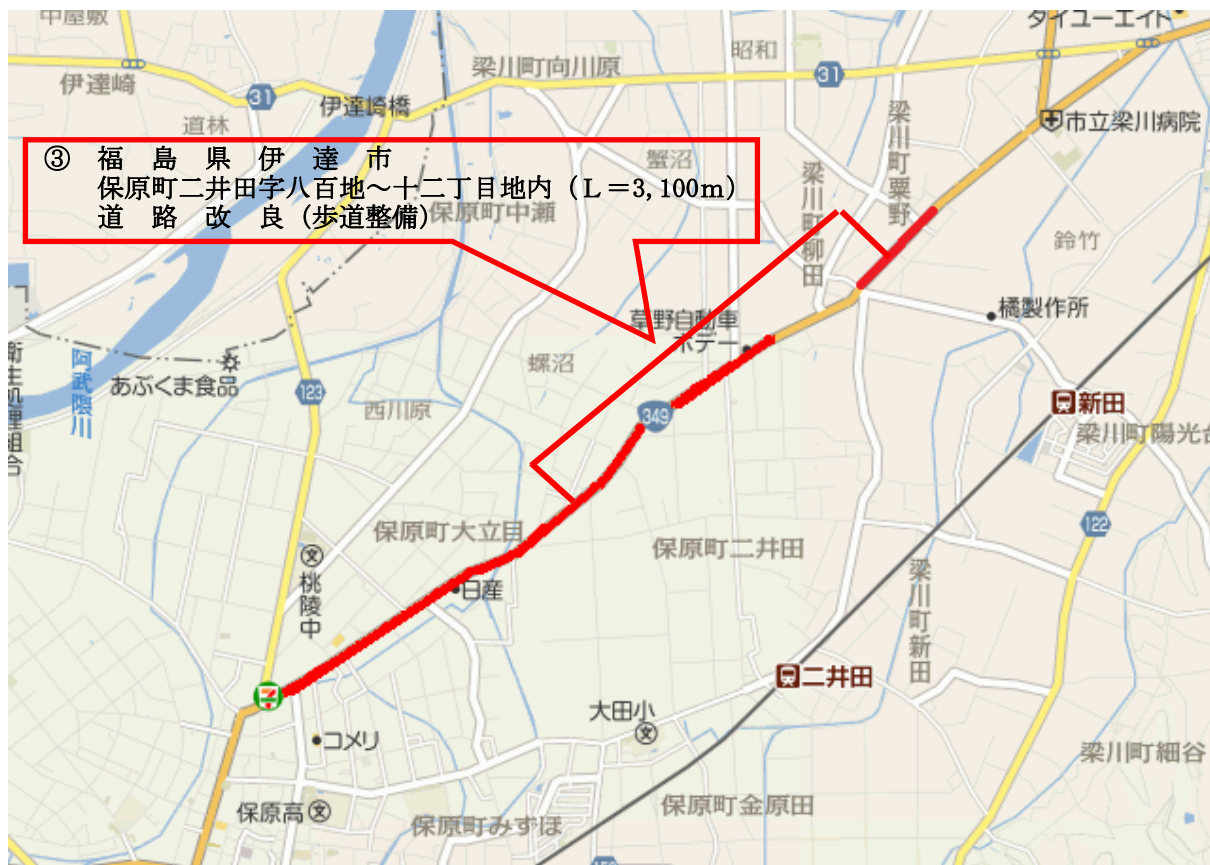 中屋敷
ダイユーエイト
昭和
梁川町向川原
31
伊達崎
31
伊達崎橋
道林
梁川町粟野
市立梁川病院
③ 福島県伊達市
保原町二井田字八百地～十二丁目地内（L＝3,100m）
道路改良（歩道整備）
蟹沼
保原町中瀬
梁川町柳田
鈴竹
橘製作所
草野自動車
ボデー
衛生処理組合
阿武隈川
あぶくま食品
螺沼
123
西川原
349
新田
梁川町陽光台
122
保原町大立目
保原町二井田
桃陵中
日産
梁川町新田
二井田
大田小
コメリ
梁川町細谷
保原高
保原町みずほ
保原町金原田